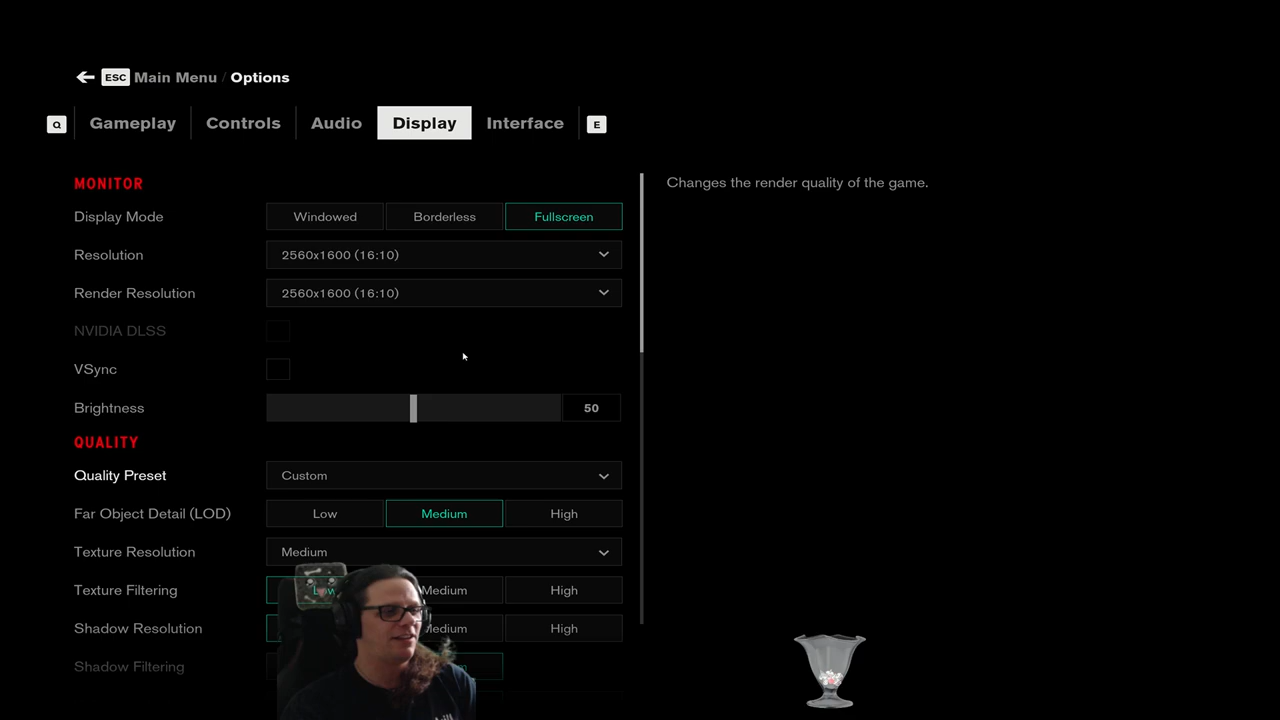 ESC Main Menu / Options
Q Gameplay Controls Audio Display Interface E
MONITOR
Changes the render quality of the game.
Display Mode Windowed Borderless Fullscreen
Resolution 2560x1600 (16:10)
Render Resolution 2560x1600 (16:10)
NVIDIA DLSS
VSync
Brightness 50
QUALITY
Quality Preset Custom
Far Object Detail (LOD) Low Medium High
Texture Resolution Medium
Texture Filtering Low Medium High
Shadow Resolution Medium High
Shadow Filtering